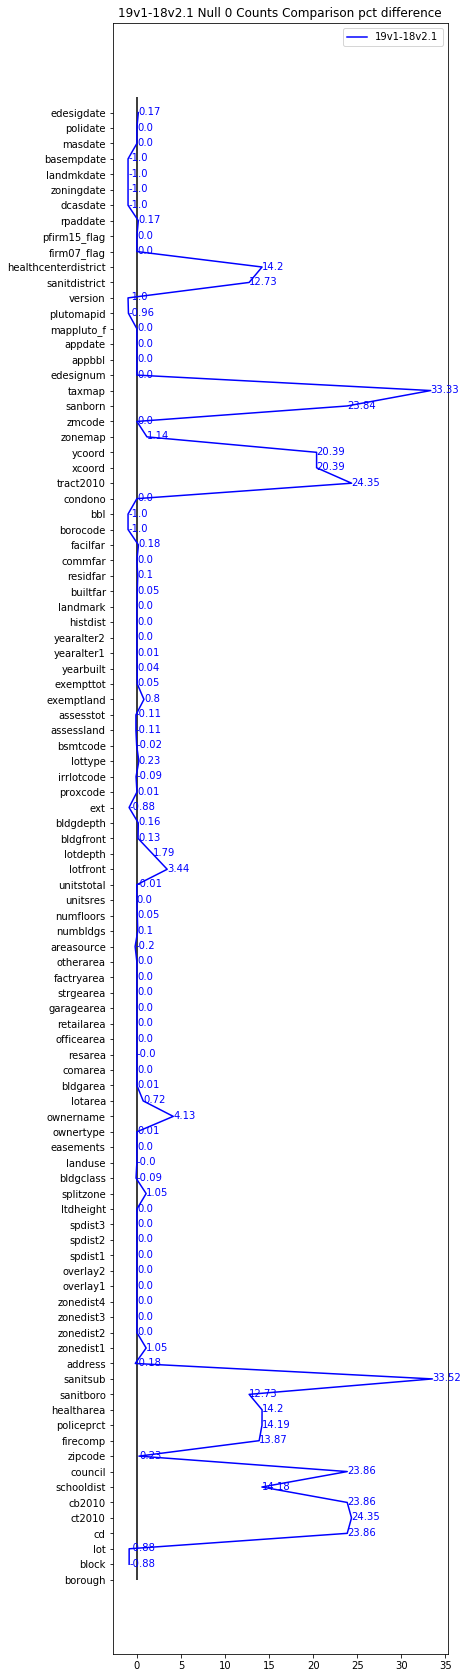 19v1-18v2.1 Null 0 Counts Comparison pct difference
19v1-18v2.1
edesigdate 0.17
polidate 0.0
masdate 0.0
basempdate -1.0
landmkdate -1.0
zoningdate -1.0
dcasdate -1.0
rpaddate 0.17
pfirm15_flag 0.0
firm07_flag 0.0
healthcenterdistrict 14.2
sanitdistrict 12.73
version -1.0
plutomapid -0.96
mappluto_f 0.0
appdate 0.0
appbbl 0.0
edesignum 0.0
taxmap 33.33
sanborn 23.84
zmcode 0.0
zonemap 1.14
ycoord 20.39
xcoord 20.39
tract2010 24.35
condono 0.0
bbl -1.0
borocode -1.0
facilfar 0.18
commfar 0.0
residfar 0.1
builtfar 0.05
landmark 0.0
histdist 0.0
yearalter2 0.0
yearalter1 0.01
yearbuilt 0.04
exempttot 0.05
exemptland 0.8
assesstot -0.11
assessland -0.11
bsmtcode -0.02
lottype 0.23
irrlotcode -0.09
proxcode 0.01
ext -0.88
bldgdepth 0.16
bldgfront 0.13
lotdepth 1.79
lotfront 3.44
unitstotal -0.01
unitsres 0.0
numfloors 0.05
numbldgs 0.1
areasource -0.2
otherarea 0.0
factryarea 0.0
strgearea 0.0
garagearea 0.0
retailarea 0.0
officearea 0.0
resarea -0.0
comarea 0.0
bldgarea 0.01
lotarea 0.72
ownername 4.13
ownertype 0.01
easements 0.0
landuse -0.0
bldgclass -0.09
splitzone 1.05
ltdheight 0.0
spdist3 0.0
spdist2 0.0
spdist1 0.0
overlay2 0.0
overlay1 0.0
zonedist4 0.0
zonedist3 0.0
zonedist2 0.0
zonedist1 1.05
address -0.18
sanitsub 33.52
sanitboro 12.73
healtharea 14.2
policeprct 14.19
firecomp 13.87
zipcode 0.23
council 23.86
schooldist 14.18
cb2010 23.86
ct2010 24.35
cd 23.86
lot -0.88
block -0.88
borough
0 5 10 15 20 25 30 35